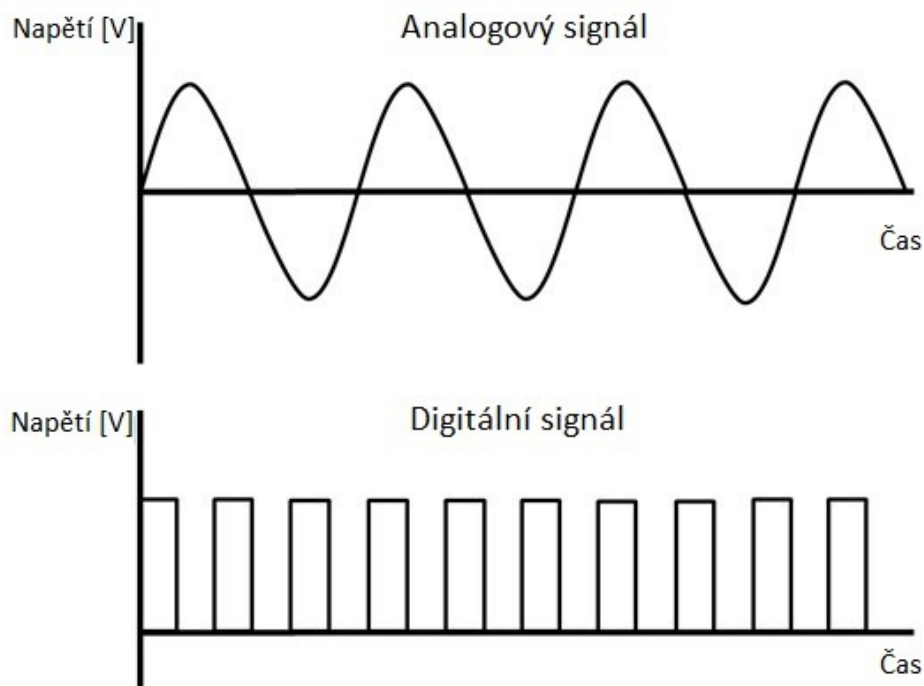 Napětí [V]
Analogový signál
Čas
Napětí [V]
Digitální signál
Čas